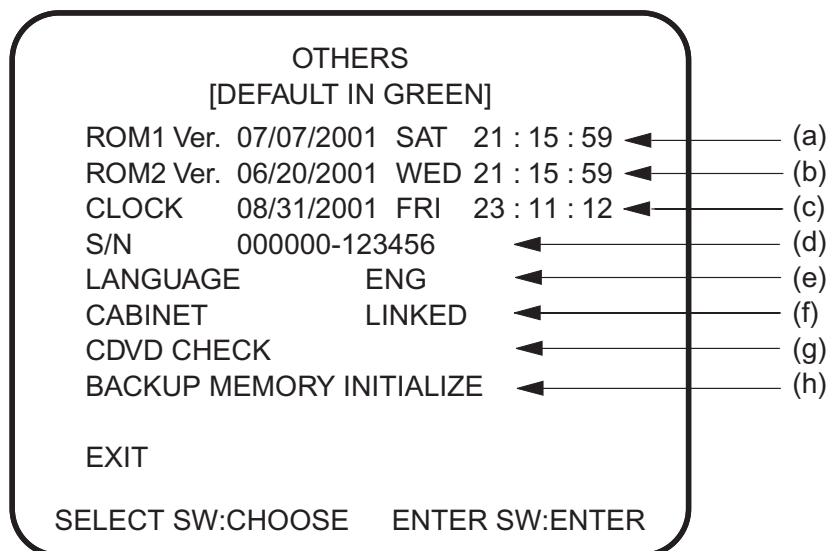 OTHERS
[DEFAULT IN GREEN]
ROM1 Ver. 07/07/2001 SAT 21 : 15 : 59 (a)
ROM2 Ver. 06/20/2001 WED 21 : 15 : 59 (b)
CLOCK 08/31/2001 FRI 23 : 11 : 12 (c)
S/N 000000-123456 (d)
LANGUAGE ENG (e)
CABINET LINKED (f)
CDVD CHECK (g)
BACKUP MEMORY INITIALIZE (h)
EXIT
SELECT SW:CHOOSE ENTER SW:ENTER